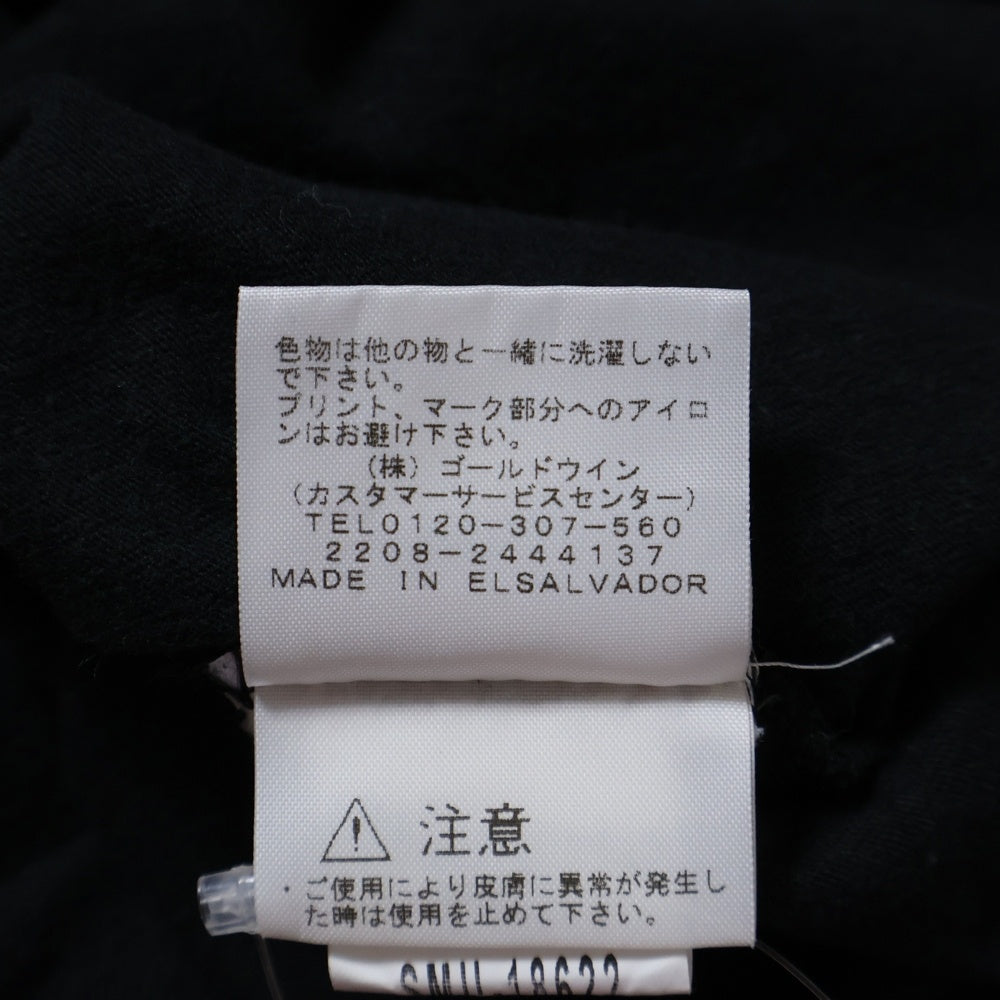 色物は他の物と一緒に洗濯しない
で下さい。
プリント、マーク部分へのアイロ
ンはお避け下さい。
(株)ゴールドウイン
(カスタマーサービスセンター)
TEL0120-307-560
2208-2444137
MADE IN ELSALVADOR
注意
・ご使用により皮膚に異常が発生し
た時は使用を止めて下さい。